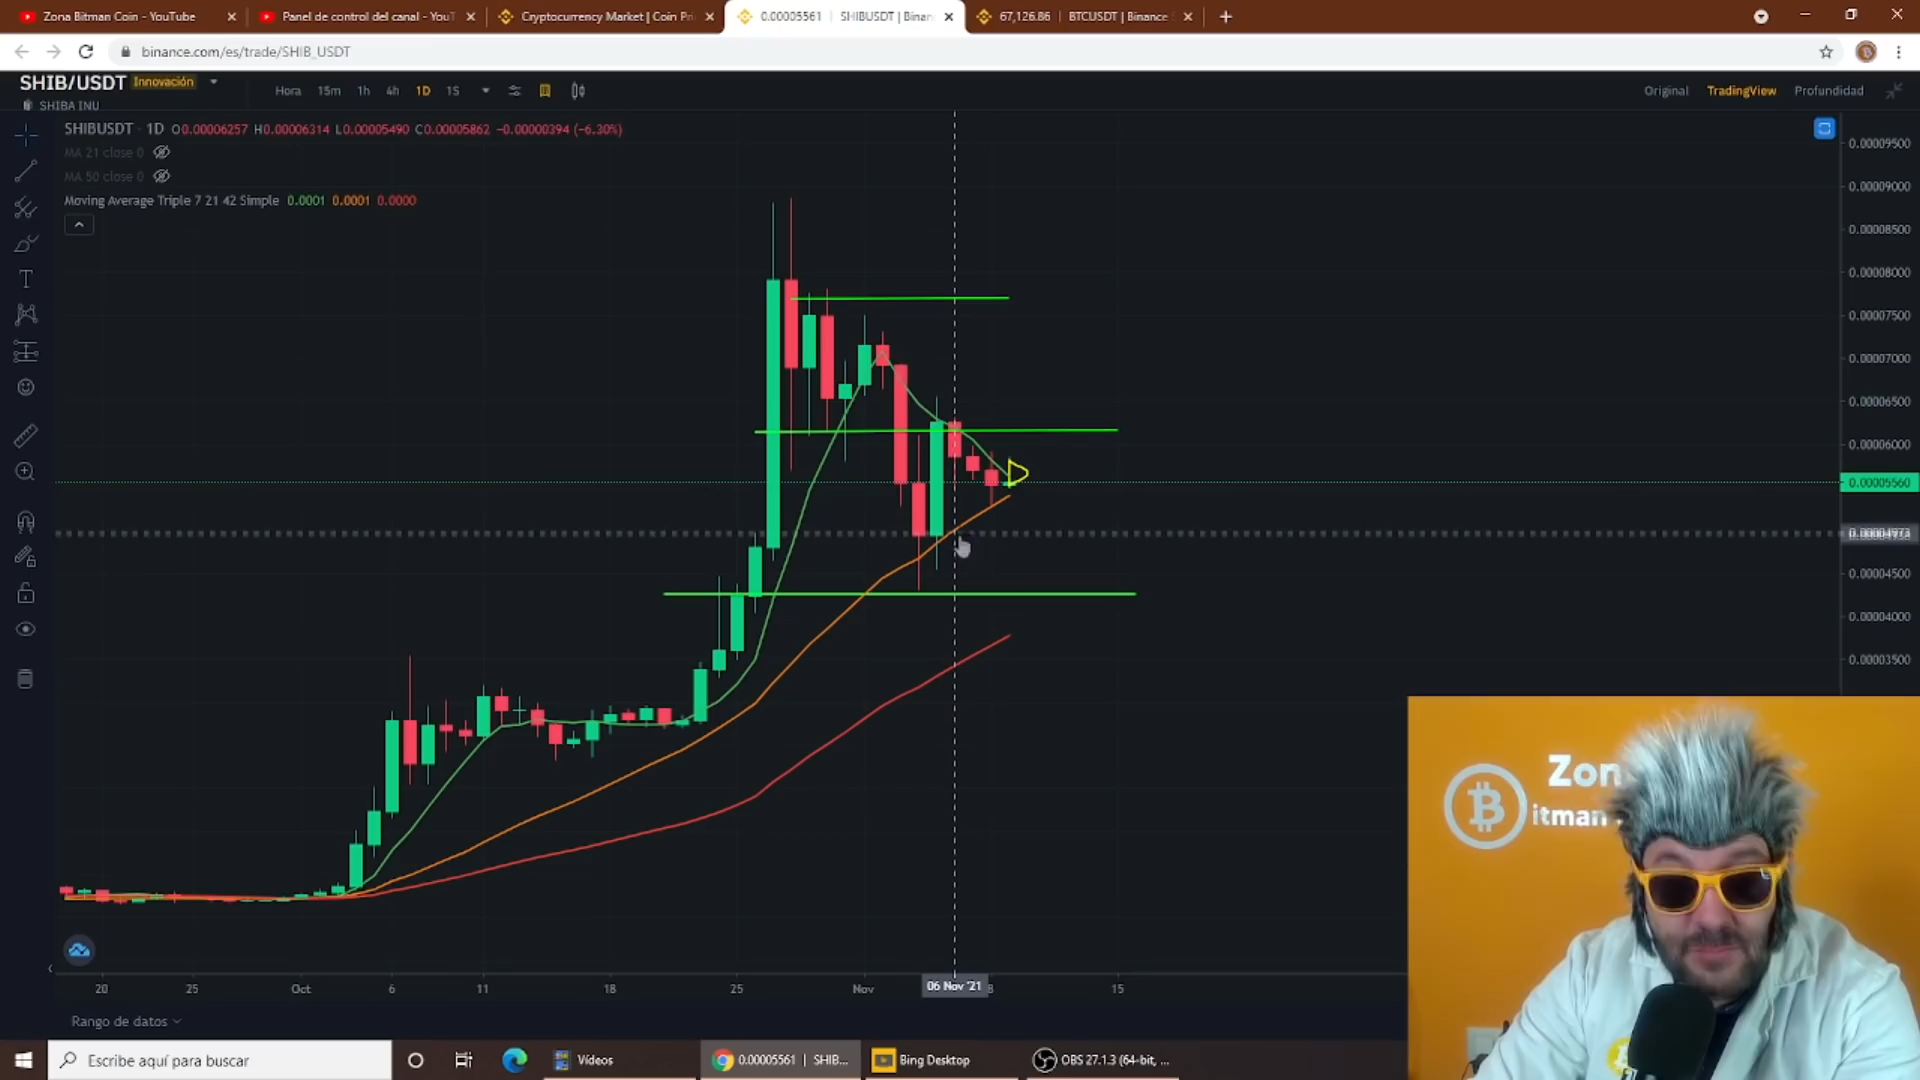 Zona Bitman Coin - YouTube
Panel de control del canal - YouT
Cryptocurrency Market | Coin Pri
0.00005561 | SHIBUSDT | Binan
67,126.86 | BTCUSDT | Binance
binance.com/es/trade/SHIB_USDT
SHIB/USDT Innovación
SHIBA INU
Hora 15m 1h 4h 1D 1S
Original TradingView Profundidad
SHIBUSDT · 1D O0.00006257 H0.00006314 L0.00005490 C0.00005862 −0.00000394 (−6.30%)
MA 21 close 0
MA 50 close 0
Moving Average Triple 7 21 42 Simple 0.0001 0.0001 0.0000
0.00009500
0.00009000
0.00008500
0.00008000
0.00007500
0.00007000
0.00006500
0.00006000
0.00005560
0.00004500
0.00004000
0.00003500
20 25 Oct 6 11 18 25 Nov 06 Nov '21 8 15
Rango de datos
Zon
itman
Escribe aquí para buscar
Vídeos
0.00005561 | SHIB...
Bing Desktop
OBS 27.1.3 (64-bit, ...